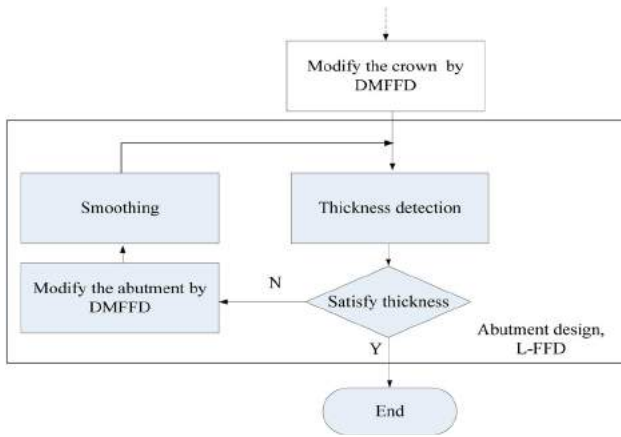 Modify the crown by
DMFFD
Smoothing
Thickness detection
Modify the abutment by
DMFFD
N
Satisfy thickness
Y
Abutment design,
L-FFD
End